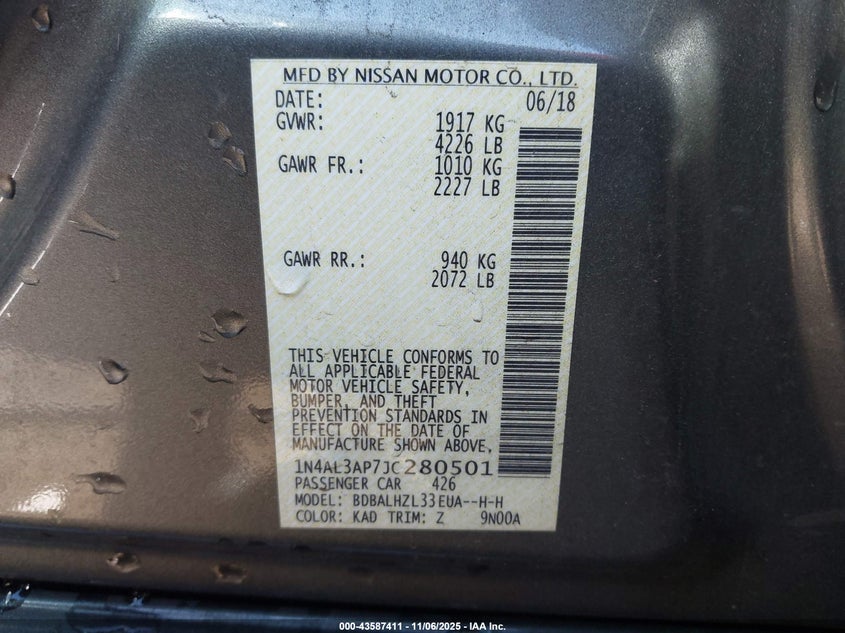 MFD BY NISSAN MOTOR CO., LTD.
DATE: 06/18
GVWR: 1917 KG
4226 LB
GAWR FR.: 1010 KG
2227 LB
GAWR RR.: 940 KG
2072 LB
THIS VEHICLE CONFORMS TO
ALL APPLICABLE FEDERAL
MOTOR VEHICLE SAFETY,
BUMPER, AND THEFT
PREVENTION STANDARDS IN
EFFECT ON THE DATE OF
MANUFACTURE SHOWN ABOVE,
1N4AL3AP7JC280501
PASSENGER CAR 426
MODEL: BDBALHZL33EUA--H-H
COLOR: KAD TRIM: Z 9N00A
000-43587411 - 11/06/2025 - IAA Inc.